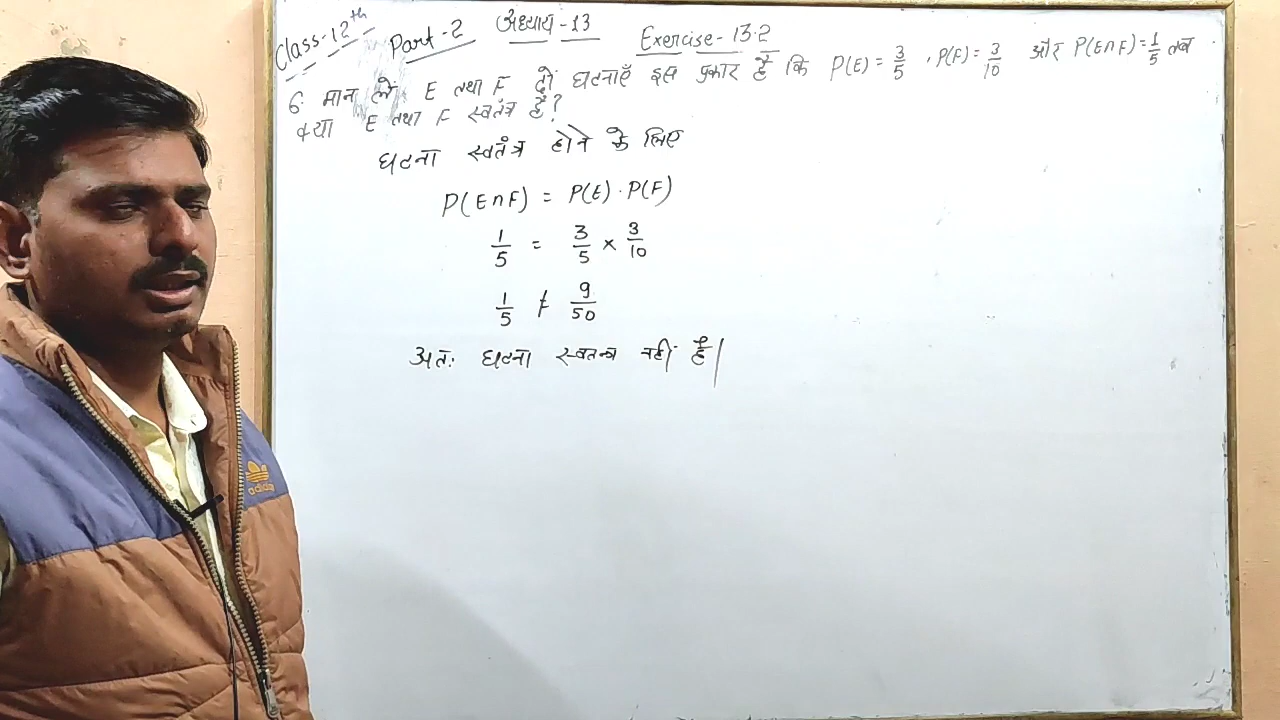 Class-12th Part-2 अध्याय-13 Exercise-13.2
6. मान लें E तथा F दो घटनाएँ इस प्रकार हैं कि P(E) = 3/5 , P(F) = 3/10 और P(E∩F) = 1/5 तब
क्या E तथा F स्वतंत्र हैं?
घटना स्वतंत्र होने के लिए
P(E∩F) = P(E) · P(F)
1/5 = 3/5 × 3/10
1/5 ≠ 9/50
अतः घटना स्वतन्त्र नहीं है|
adidas